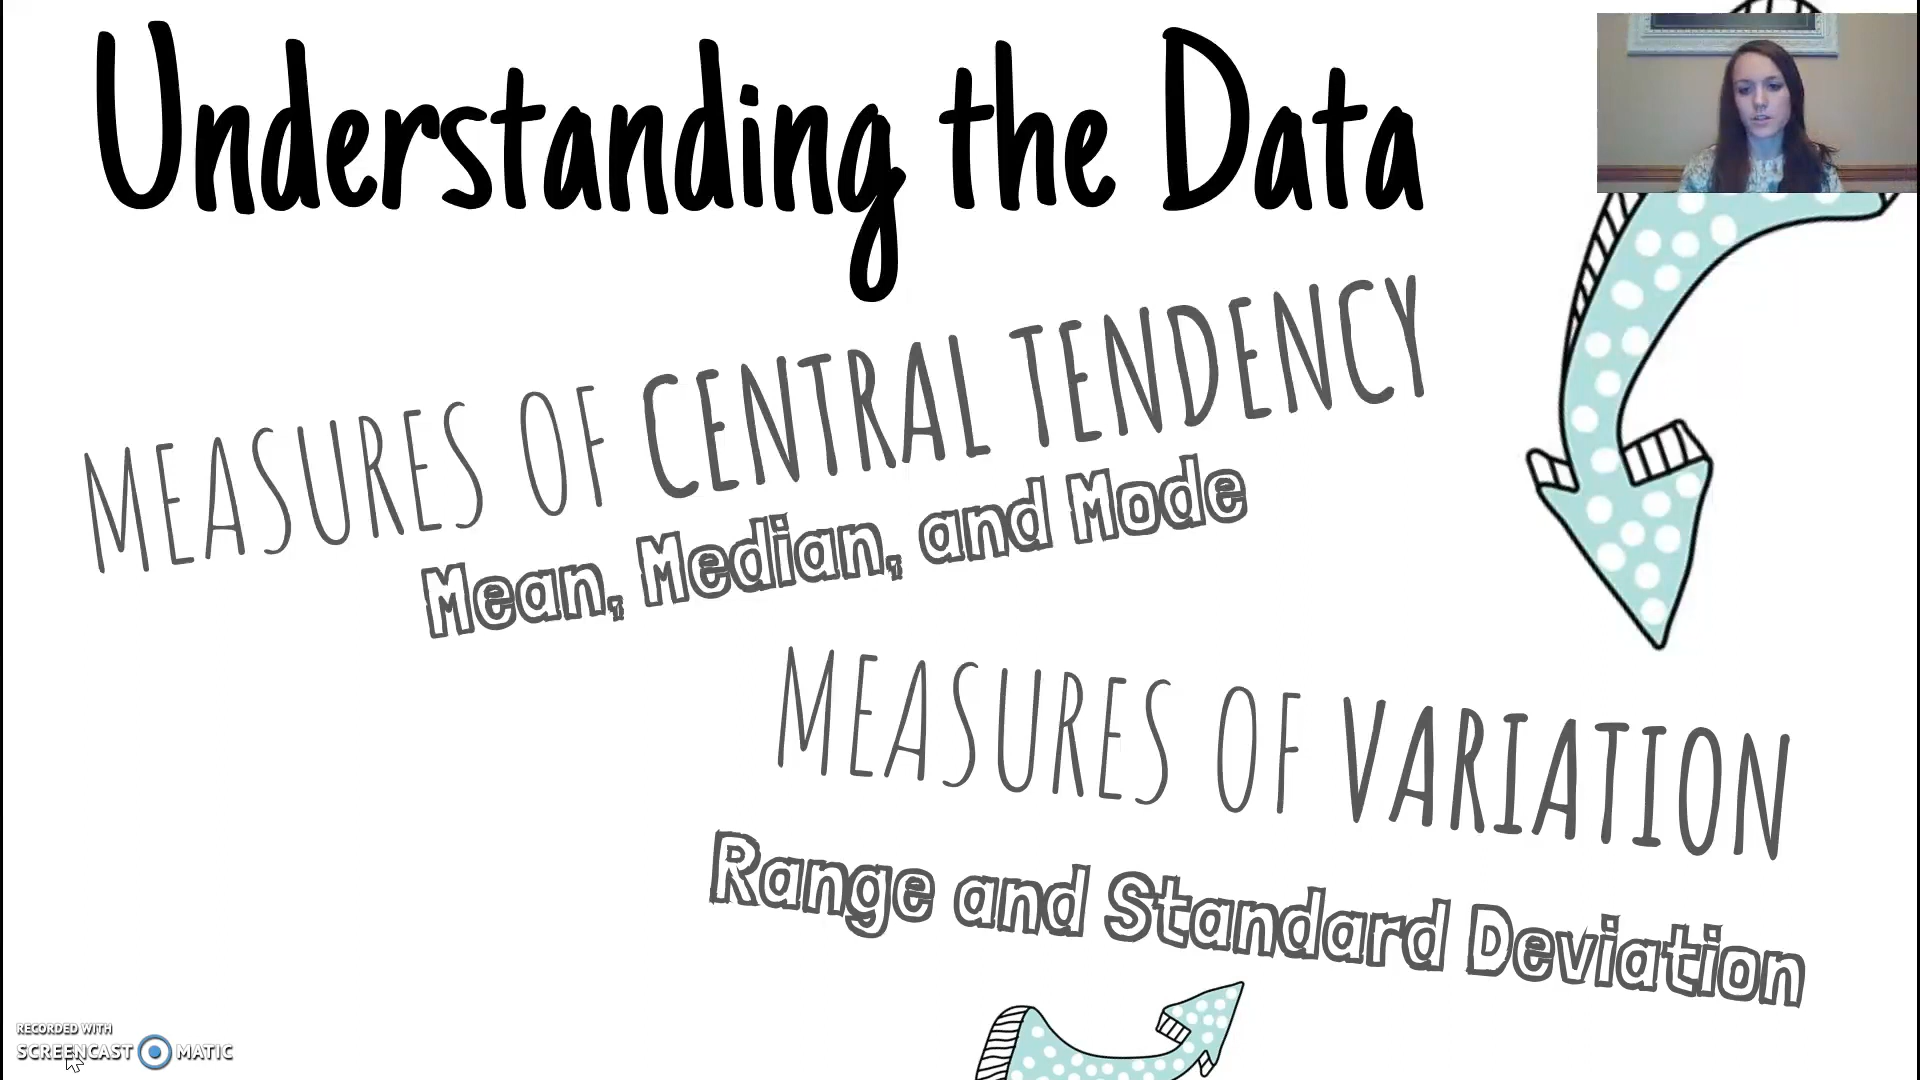 Understanding the Data
MEASURES OF CENTRAL TENDENCY
Mean, Median, and Mode
MEASURES OF VARIATION
Range and Standard Deviation
RECORDED WITH
SCREENCAST MATIC